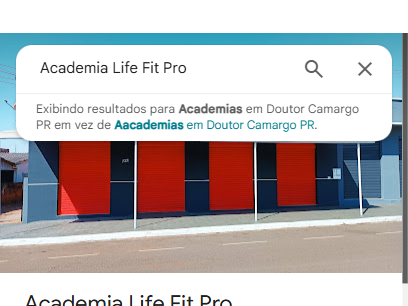 Academia Life Fit Pro
Exibindo resultados para Academias em Doutor Camargo
PR em vez de Aacademias em Doutor Camargo PR.
Academia Life Fit Pro